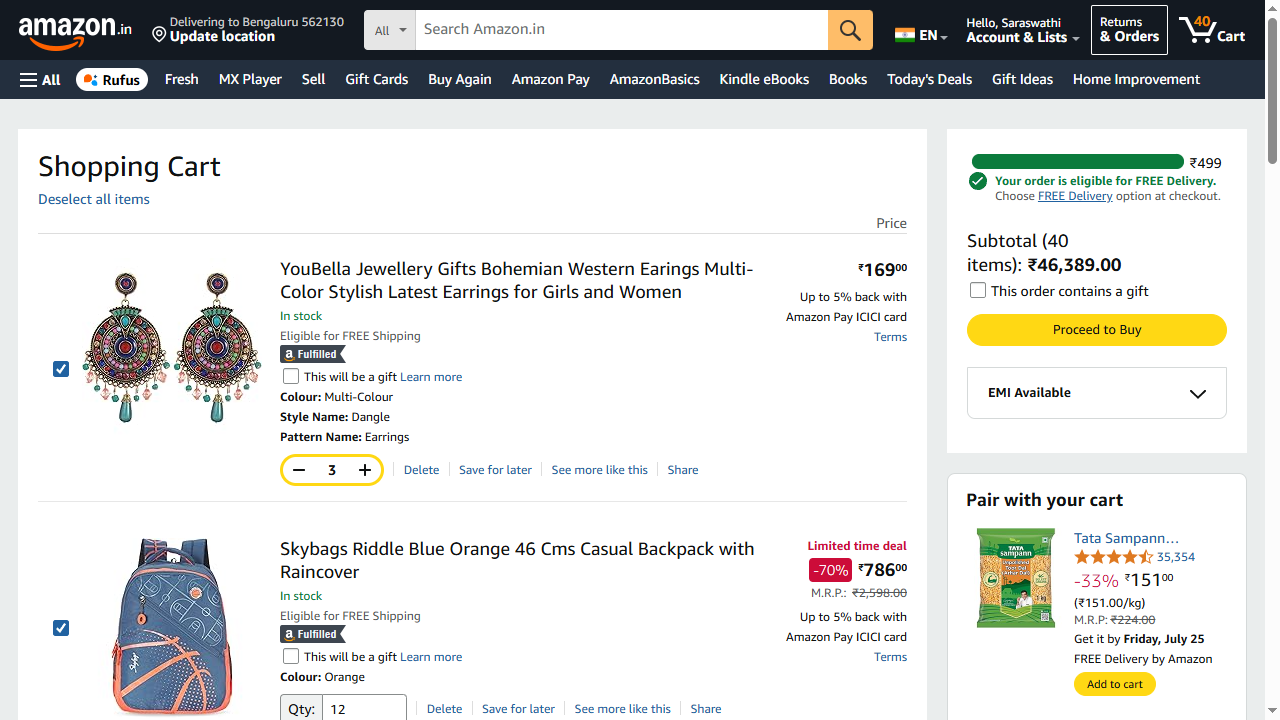 amazon.in
Delivering to Bengaluru 562130
Update location
All
Search Amazon.in
EN
Hello, Saraswathi
Account & Lists
Returns
& Orders
40
Cart
All
Rufus
Fresh
MX Player
Sell
Gift Cards
Buy Again
Amazon Pay
AmazonBasics
Kindle eBooks
Books
Today's Deals
Gift Ideas
Home Improvement
Shopping Cart
Deselect all items
Price
YouBella Jewellery Gifts Bohemian Western Earings Multi-
Color Stylish Latest Earrings for Girls and Women
In stock
Eligible for FREE Shipping
a Fulfilled
This will be a gift Learn more
Colour: Multi-Colour
Style Name: Dangle
Pattern Name: Earrings
3
Delete
Save for later
See more like this
Share
₹16900
Up to 5% back with
Amazon Pay ICICI card
Terms
Skybags Riddle Blue Orange 46 Cms Casual Backpack with
Raincover
In stock
Eligible for FREE Shipping
a Fulfilled
This will be a gift Learn more
Colour: Orange
Qty: 12
Delete
Save for later
See more like this
Share
Limited time deal
-70% ₹78600
M.R.P.: ₹2,598.00
Up to 5% back with
Amazon Pay ICICI card
Terms
₹499
Your order is eligible for FREE Delivery.
Choose FREE Delivery option at checkout.
Subtotal (40
items): ₹46,389.00
This order contains a gift
Proceed to Buy
EMI Available
Pair with your cart
TATA
sampann
Tata Sampann…
35,354
-33% ₹15100
(₹151.00/kg)
M.R.P: ₹224.00
Get it by Friday, July 25
FREE Delivery by Amazon
Add to cart